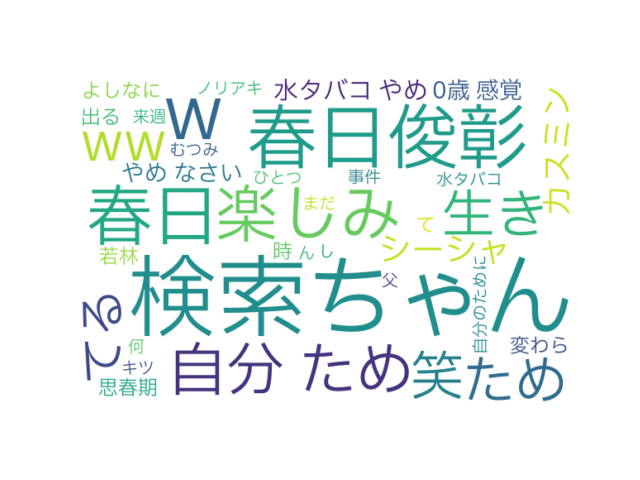 よしなに ノリアキ 水タバコ やめ 0歳 感覚
出る 来週 w 春日俊彰 カスミン
ww むつみ
やめ なさい ひとつ 事件 水タバコ
春日 楽しみ まだ て 生き
若林 時 んし シーシャ
てる 検索ちゃん 父 自分のために
何 キツ 自分 ため 笑 ため 変わら
思春期